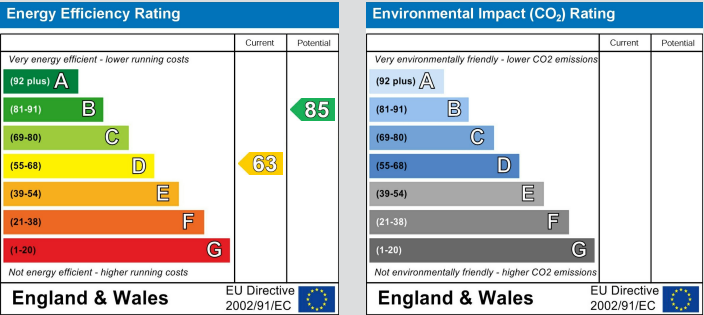 Energy Efficiency Rating
Current Potential
Very energy efficient - lower running costs
(92 plus) A
(81-91) B
85
(69-80) C
(55-68) D
63
(39-54) E
(21-38) F
(1-20) G
Not energy efficient - higher running costs
England & Wales
EU Directive
2002/91/EC
Environmental Impact (CO₂) Rating
Current Potential
Very environmentally friendly - lower CO2 emissions
(92 plus) A
(81-91) B
(69-80) C
(55-68) D
(39-54) E
(21-38) F
(1-20) G
Not environmentally friendly - higher CO2 emissions
England & Wales
EU Directive
2002/91/EC